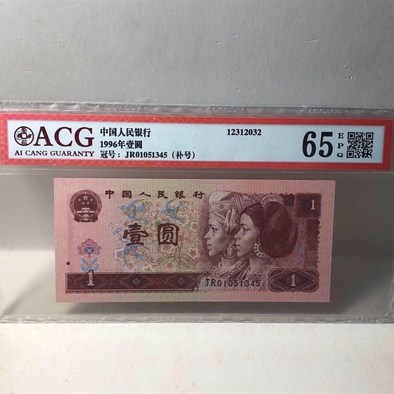 ACG
AI CANG GUARANTY
中国人民银行
1996年壹圆
冠号：JR01051345（补号）
12312032
65
EPQ
中国人民银行
壹圆
1
1
1
JR01051345